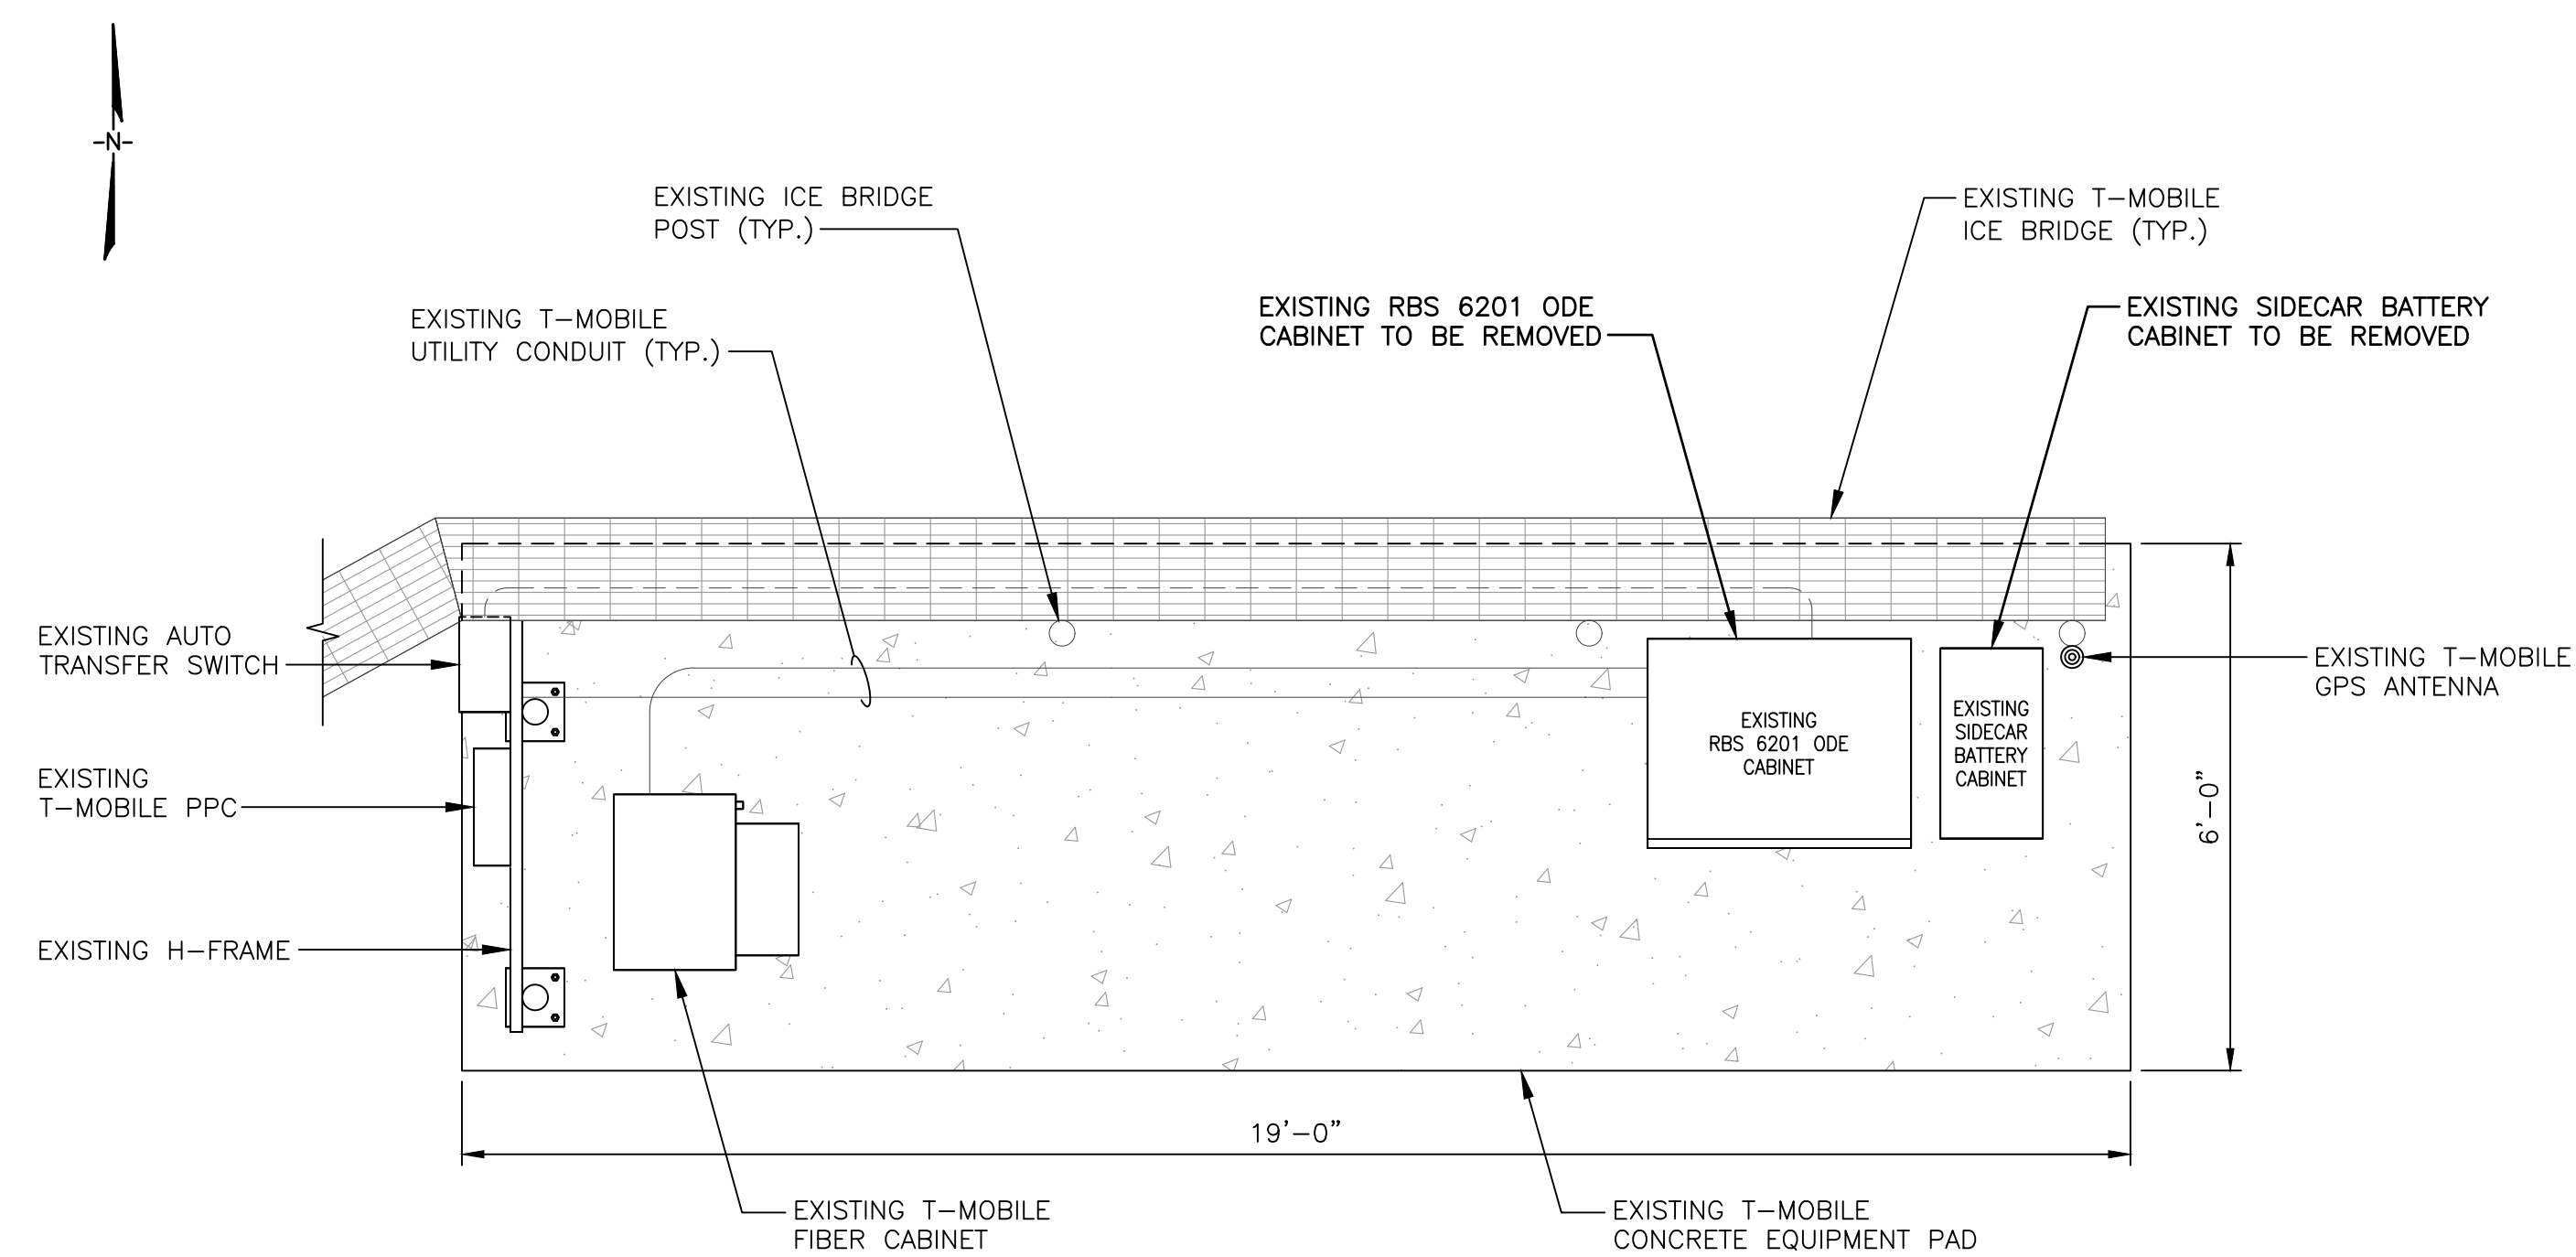 -N-
EXISTING ICE BRIDGE
POST (TYP.)
EXISTING T-MOBILE
ICE BRIDGE (TYP.)
EXISTING T-MOBILE
UTILITY CONDUIT (TYP.)
EXISTING RBS 6201 ODE
CABINET TO BE REMOVED
EXISTING SIDECAR BATTERY
CABINET TO BE REMOVED
EXISTING AUTO
TRANSFER SWITCH
EXISTING T-MOBILE
GPS ANTENNA
EXISTING
RBS 6201 ODE
CABINET
EXISTING
SIDECAR
BATTERY
CABINET
EXISTING
T-MOBILE PPC
6'-0"
EXISTING H-FRAME
19'-0"
EXISTING T-MOBILE
FIBER CABINET
EXISTING T-MOBILE
CONCRETE EQUIPMENT PAD